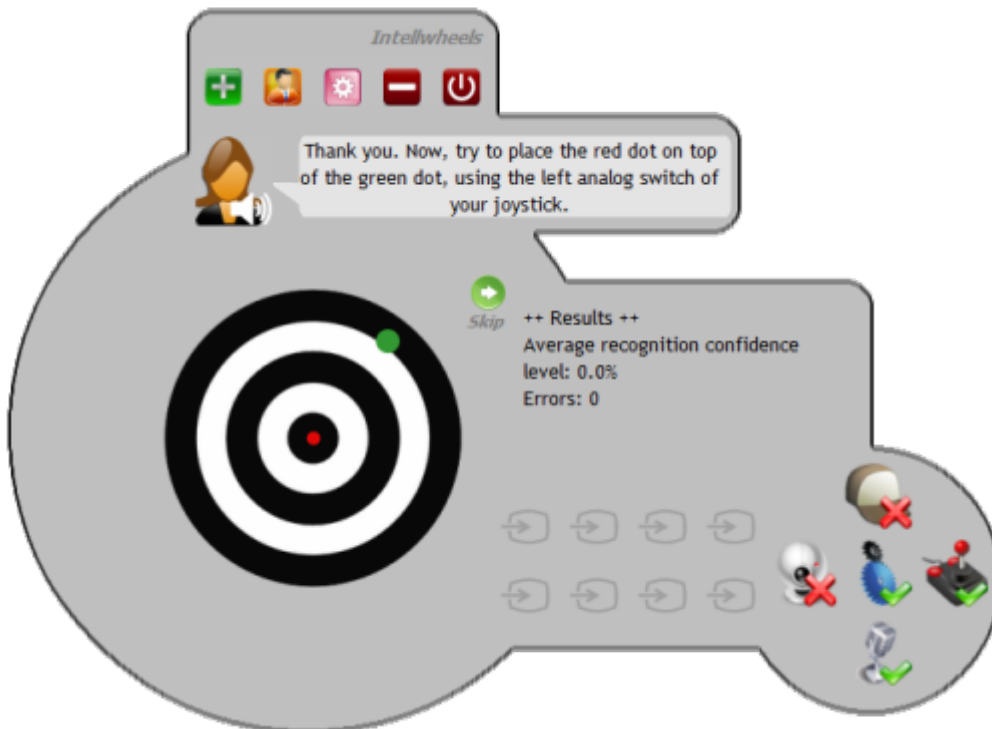 Intellwheels
Thank you. Now, try to place the red dot on top
of the green dot, using the left analog switch of
your joystick.
Skip
++ Results ++
Average recognition confidence
level: 0.0%
Errors: 0